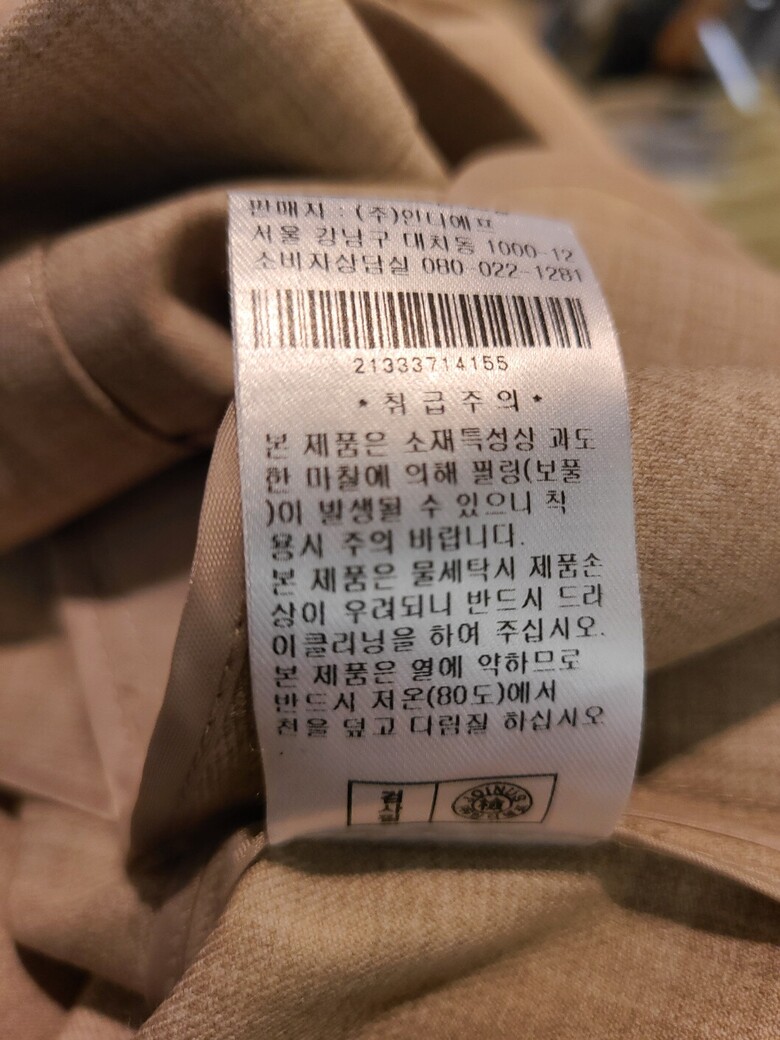 판매자 : (주)인디에프
서울 강남구 대치동 1000-12
소비자상담실 080-022-1281
21333714155
*취급주의*
본 제품은 소재특성상 과도
한 마찰에 의해 필링(보풀
)이 발생될 수 있으니 착
용시 주의 바랍니다.
본 제품은 물세탁시 제품손
상이 우려되니 반드시 드라
이클리닝을 하여 주십시오.
본 제품은 열에 약하므로
반드시 저온(80도)에서
천을 덮고 다림질 하십시오
검사필
JOINUS